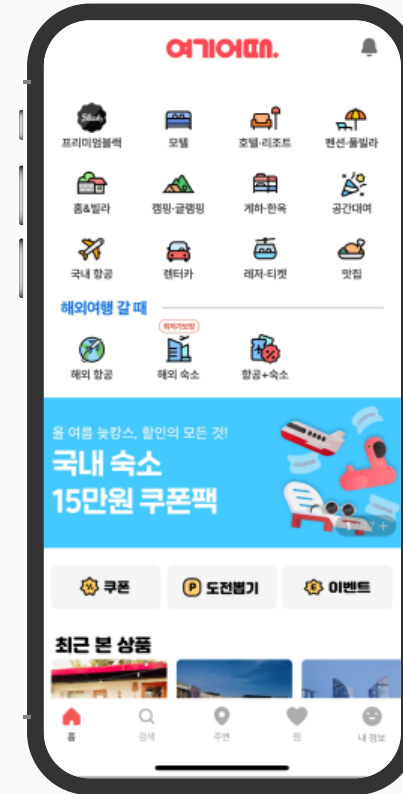 여기어때.
Black
프리미엄블랙 모텔 호텔·리조트 펜션·풀빌라
홈&빌라 캠핑·글램핑 게하·한옥 공간대여
국내 항공 렌터카 레저·티켓 맛집
해외여행 갈 때
최저가보장
해외 항공 해외 숙소 항공+숙소
올 여름 늦캉스, 할인의 모든 것!
국내 숙소
15만원 쿠폰팩
쿠폰 P 도전뽑기 E 이벤트
최근 본 상품
홈 검색 주변 찜 내 정보